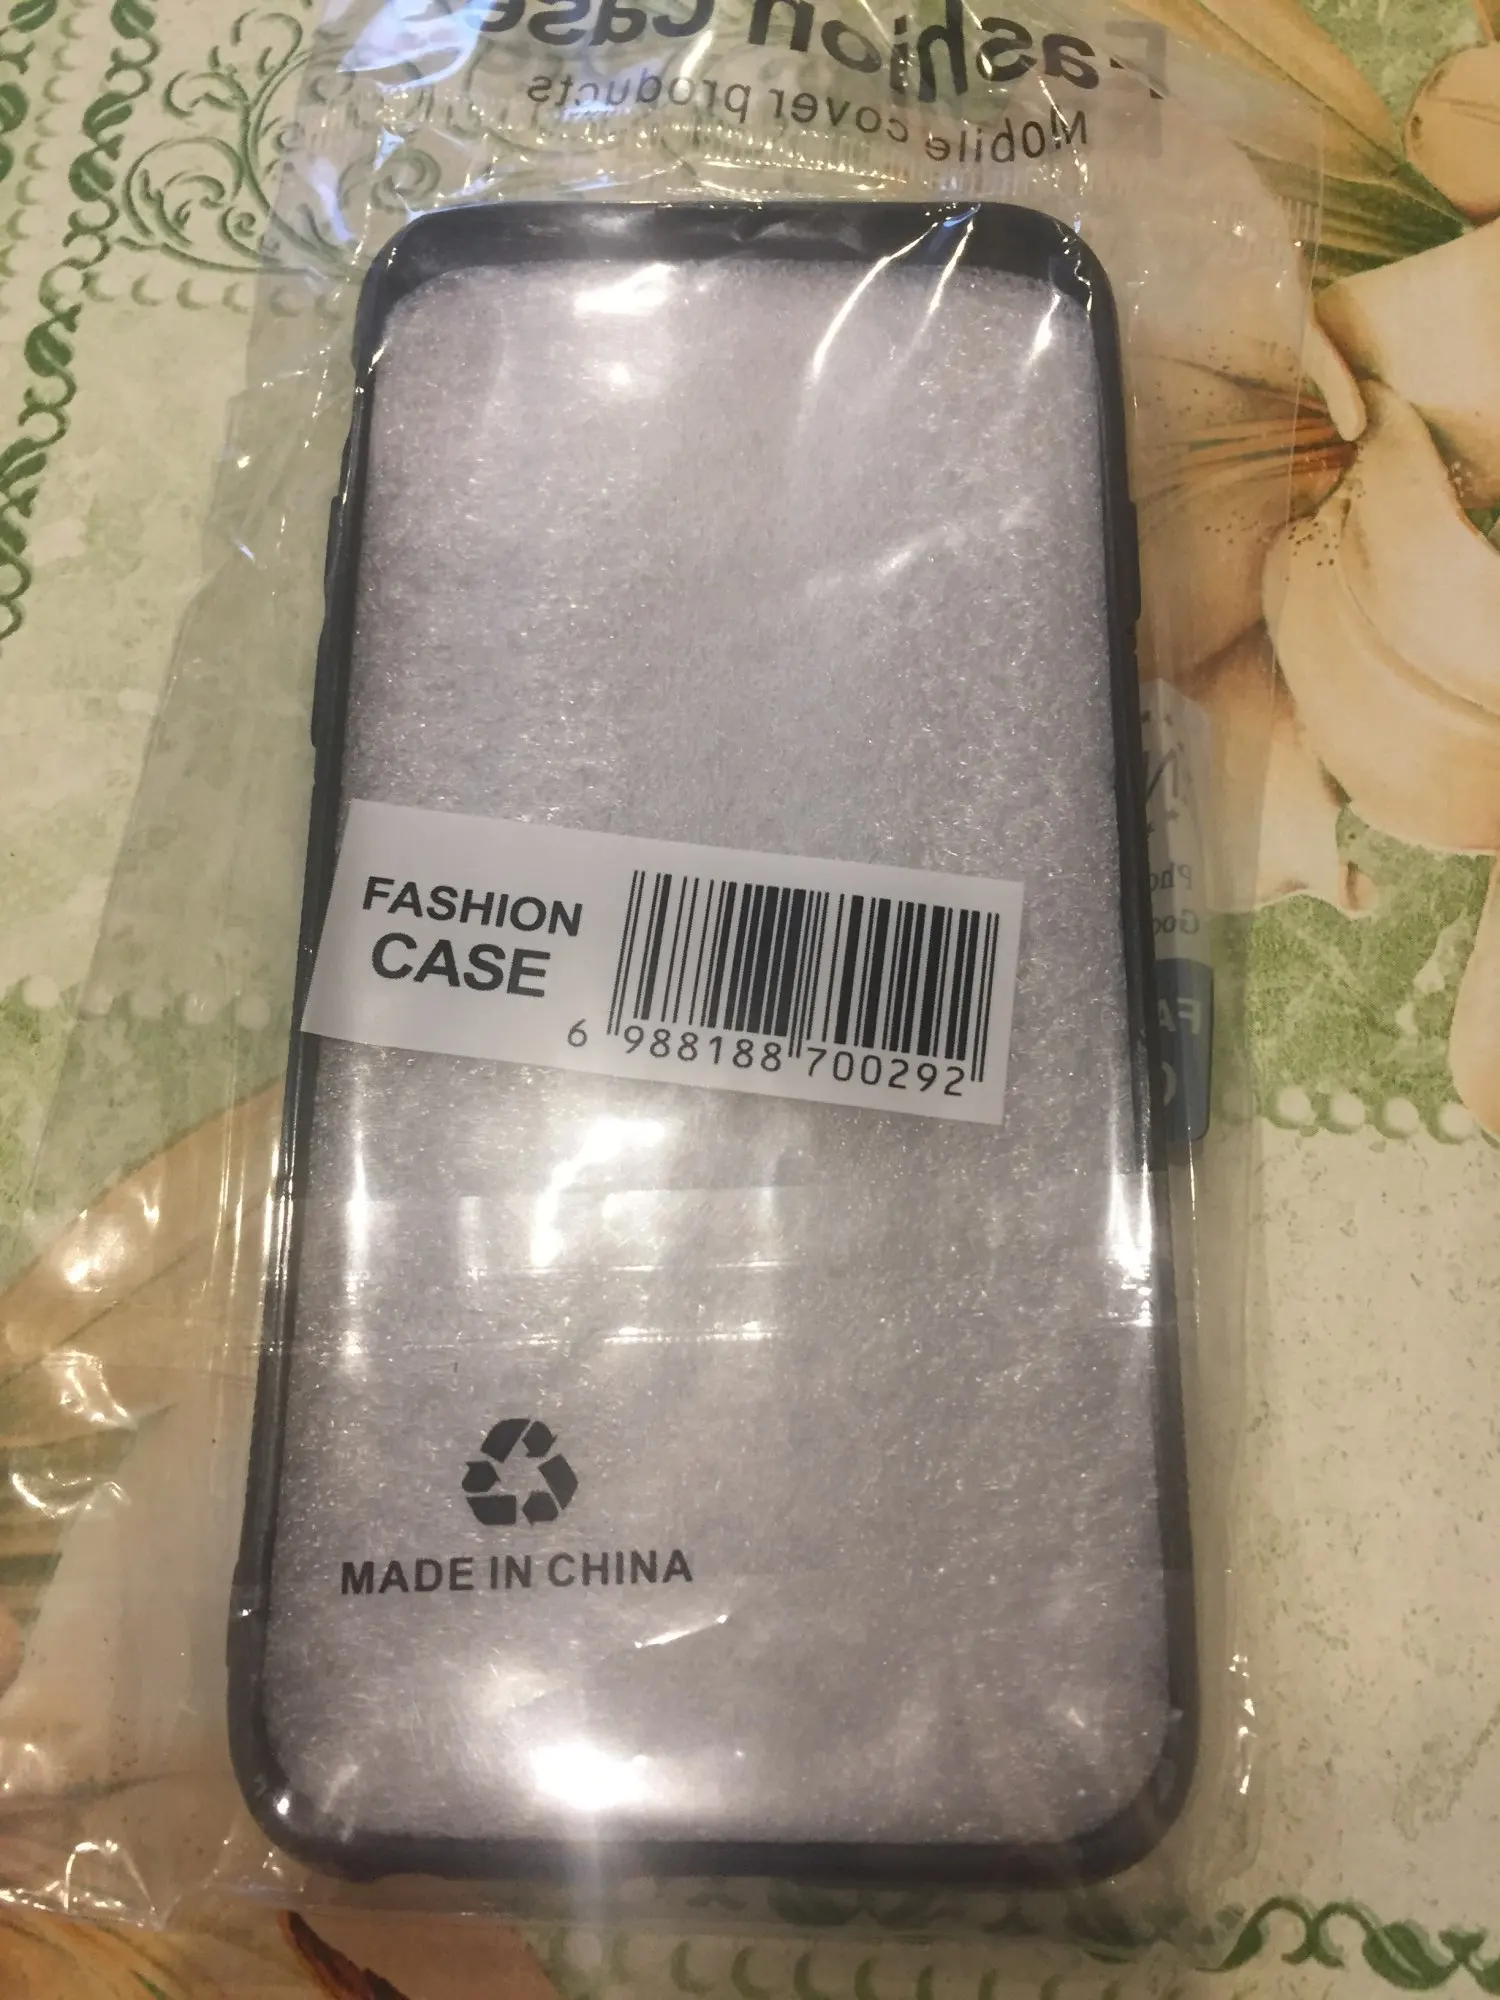 Fashion Case
Mobile cover products
FASHION
CASE
6 988188 700292
MADE IN CHINA